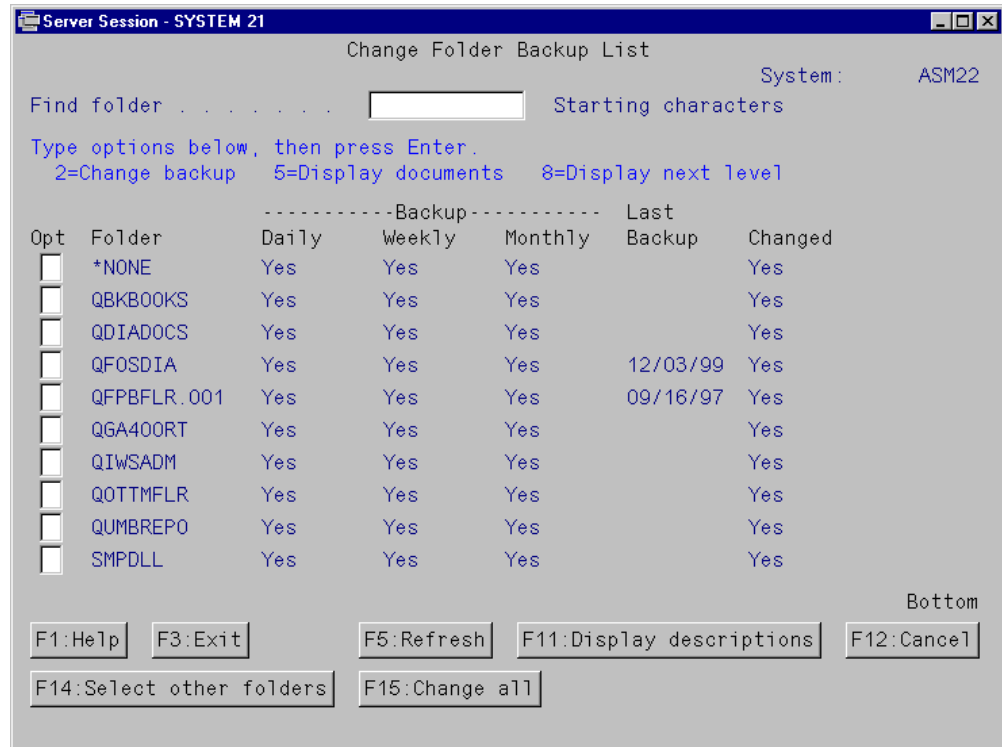 Server Session - SYSTEM 21
Change Folder Backup List
System: ASM22
Find folder . . . . . . . Starting characters
Type options below, then press Enter.
2=Change backup 5=Display documents 8=Display next level
-----------Backup----------- Last
Opt Folder Daily Weekly Monthly Backup Changed
*NONE Yes Yes Yes Yes
QBKBOOKS Yes Yes Yes Yes
QDIADOCS Yes Yes Yes Yes
QFOSDIA Yes Yes Yes 12/03/99 Yes
QFPBFLR.001 Yes Yes Yes 09/16/97 Yes
QGA400RT Yes Yes Yes Yes
QIWSADM Yes Yes Yes Yes
QOTTMFLR Yes Yes Yes Yes
QUMBREPO Yes Yes Yes Yes
SMPDLL Yes Yes Yes Yes
Bottom
F1:Help F3:Exit F5:Refresh F11:Display descriptions F12:Cancel
F14:Select other folders F15:Change all